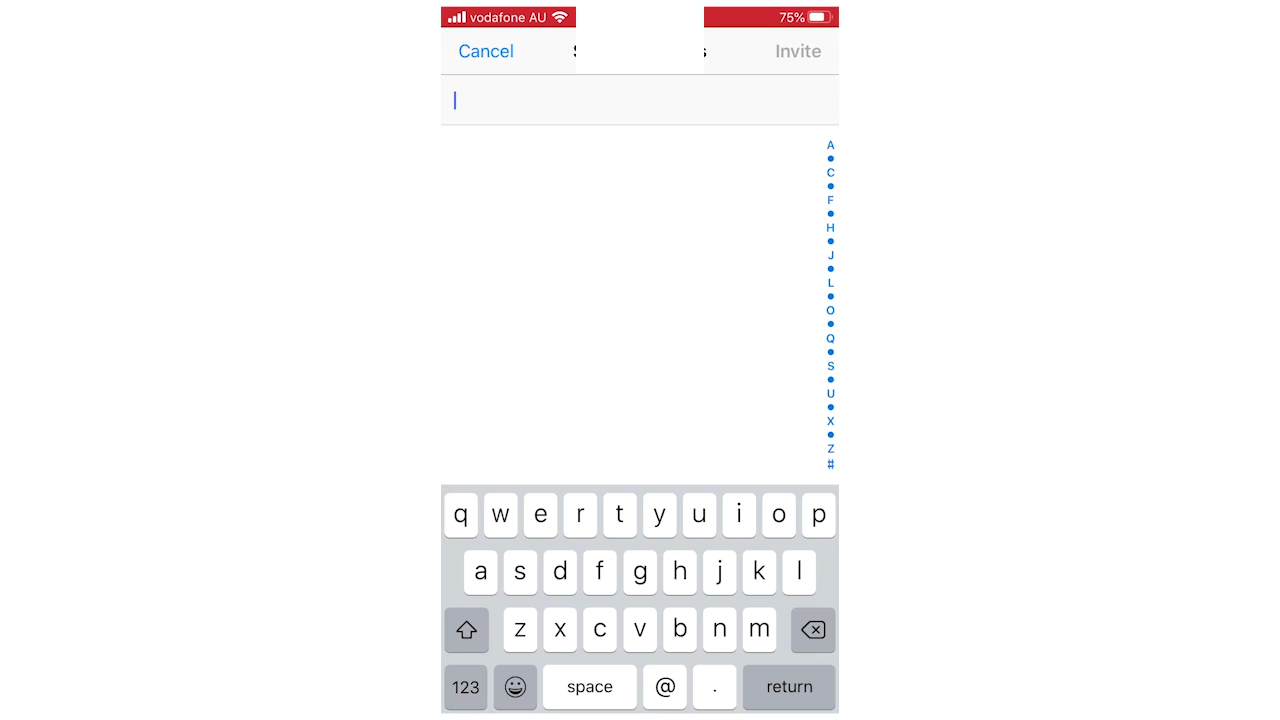 vodafone AU 75%
Cancel Invite
A
C
F
H
J
L
O
Q
S
U
X
Z
#
q w e r t y u i o p
a s d f g h j k l
z x c v b n m
123 space @ . return